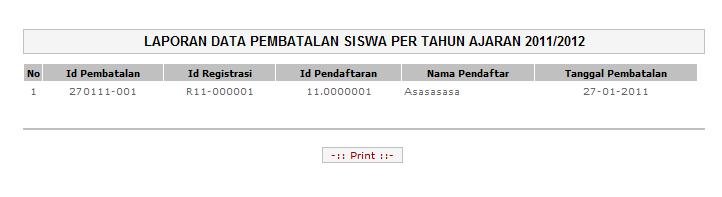 LAPORAN DATA PEMBATALAN SISWA PER TAHUN AJARAN 2011/2012
No Id Pembatalan Id Registrasi Id Pendaftaran Nama Pendaftar Tanggal Pembatalan
1 270111-001 R11-000001 11.0000001 Asasasasa 27-01-2011
-:: Print ::-